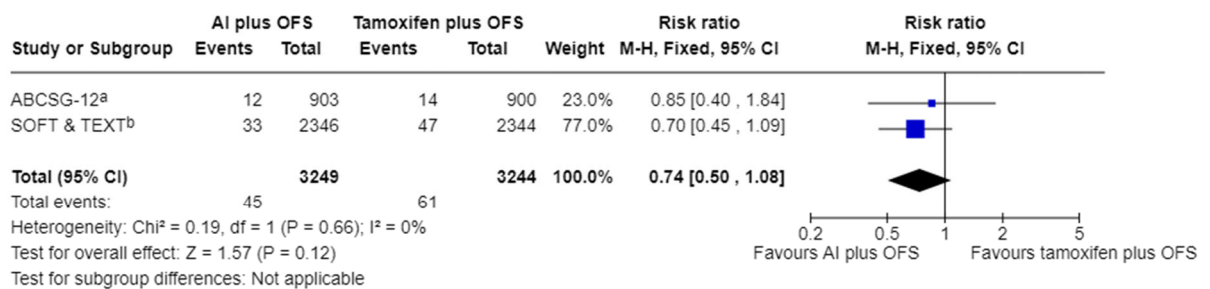 AI plus OFS Tamoxifen plus OFS Risk ratio Risk ratio
Study or Subgroup Events Total Events Total Weight M-H, Fixed, 95% CI M-H, Fixed, 95% CI
ABCSG-12ᵃ 12 903 14 900 23.0% 0.85 [0.40 , 1.84]
SOFT & TEXTᵇ 33 2346 47 2344 77.0% 0.70 [0.45 , 1.09]
Total (95% CI) 3249 3244 100.0% 0.74 [0.50 , 1.08]
Total events: 45 61
Heterogeneity: Chi² = 0.19, df = 1 (P = 0.66); I² = 0%
0.2 0.5 1 2 5
Test for overall effect: Z = 1.57 (P = 0.12)
Favours AI plus OFS Favours tamoxifen plus OFS
Test for subgroup differences: Not applicable